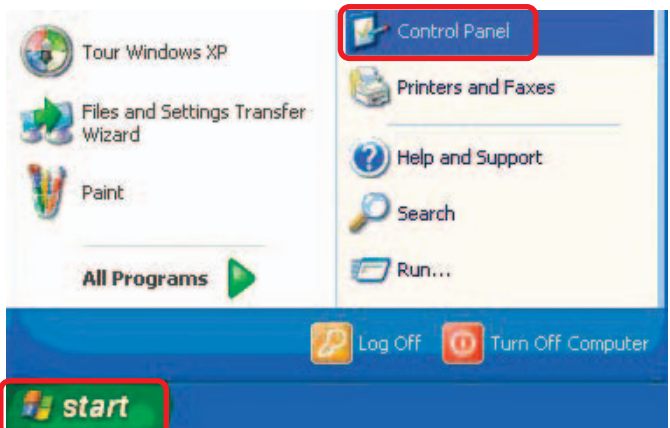 Tour Windows XP
Files and Settings Transfer
Wizard
Paint
All Programs
Control Panel
Printers and Faxes
Help and Support
Search
Run...
Log Off
Turn Off Computer
start